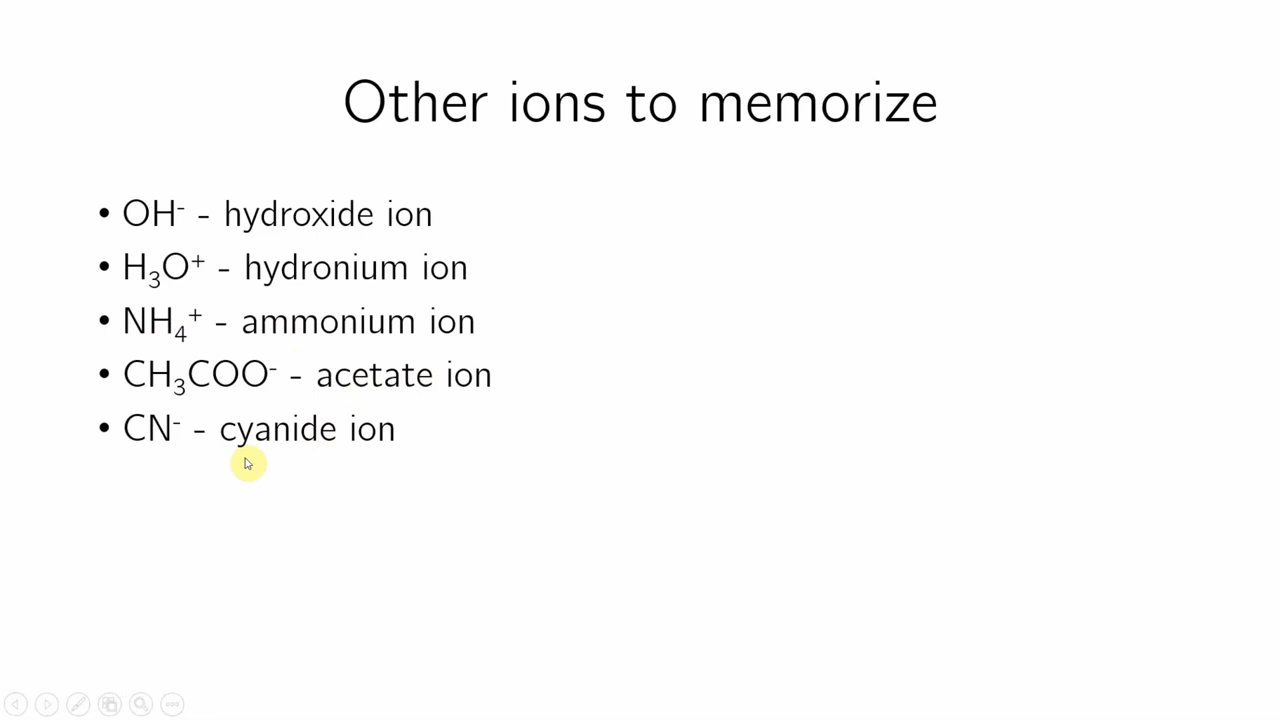 Other ions to memorize
• OH⁻ - hydroxide ion
• H₃O⁺ - hydronium ion
• NH₄⁺ - ammonium ion
• CH₃COO⁻ - acetate ion
• CN⁻ - cyanide ion